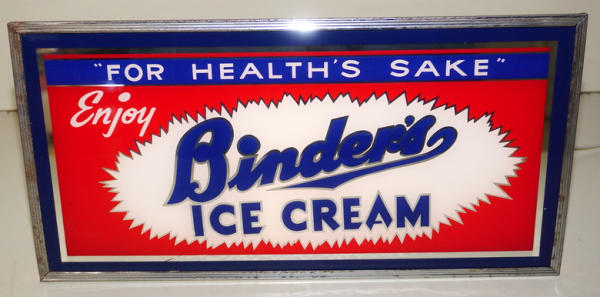 "FOR HEALTH'S SAKE"
Enjoy
Binder's
ICE CREAM